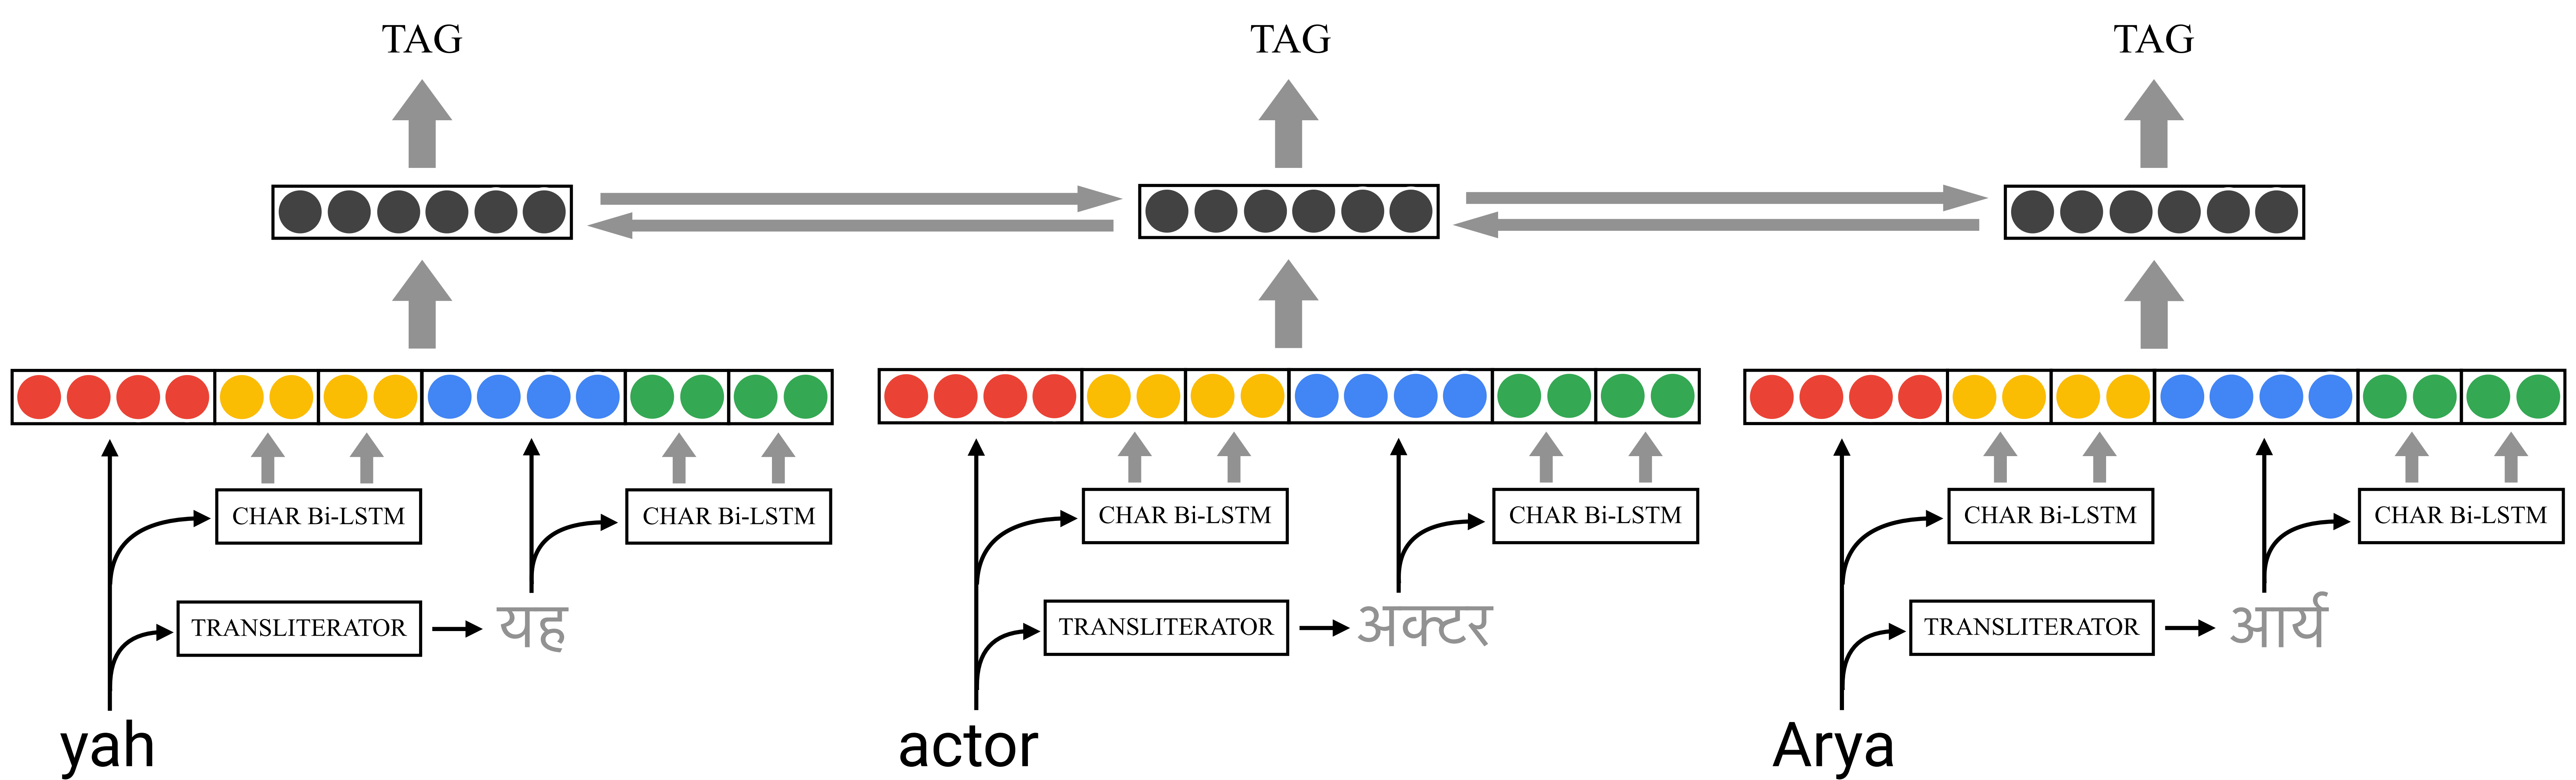 TAG TAG TAG
CHAR Bi-LSTM CHAR Bi-LSTM CHAR Bi-LSTM CHAR Bi-LSTM CHAR Bi-LSTM CHAR Bi-LSTM
TRANSLITERATOR यह TRANSLITERATOR अक्टर TRANSLITERATOR आर्य
yah actor Arya